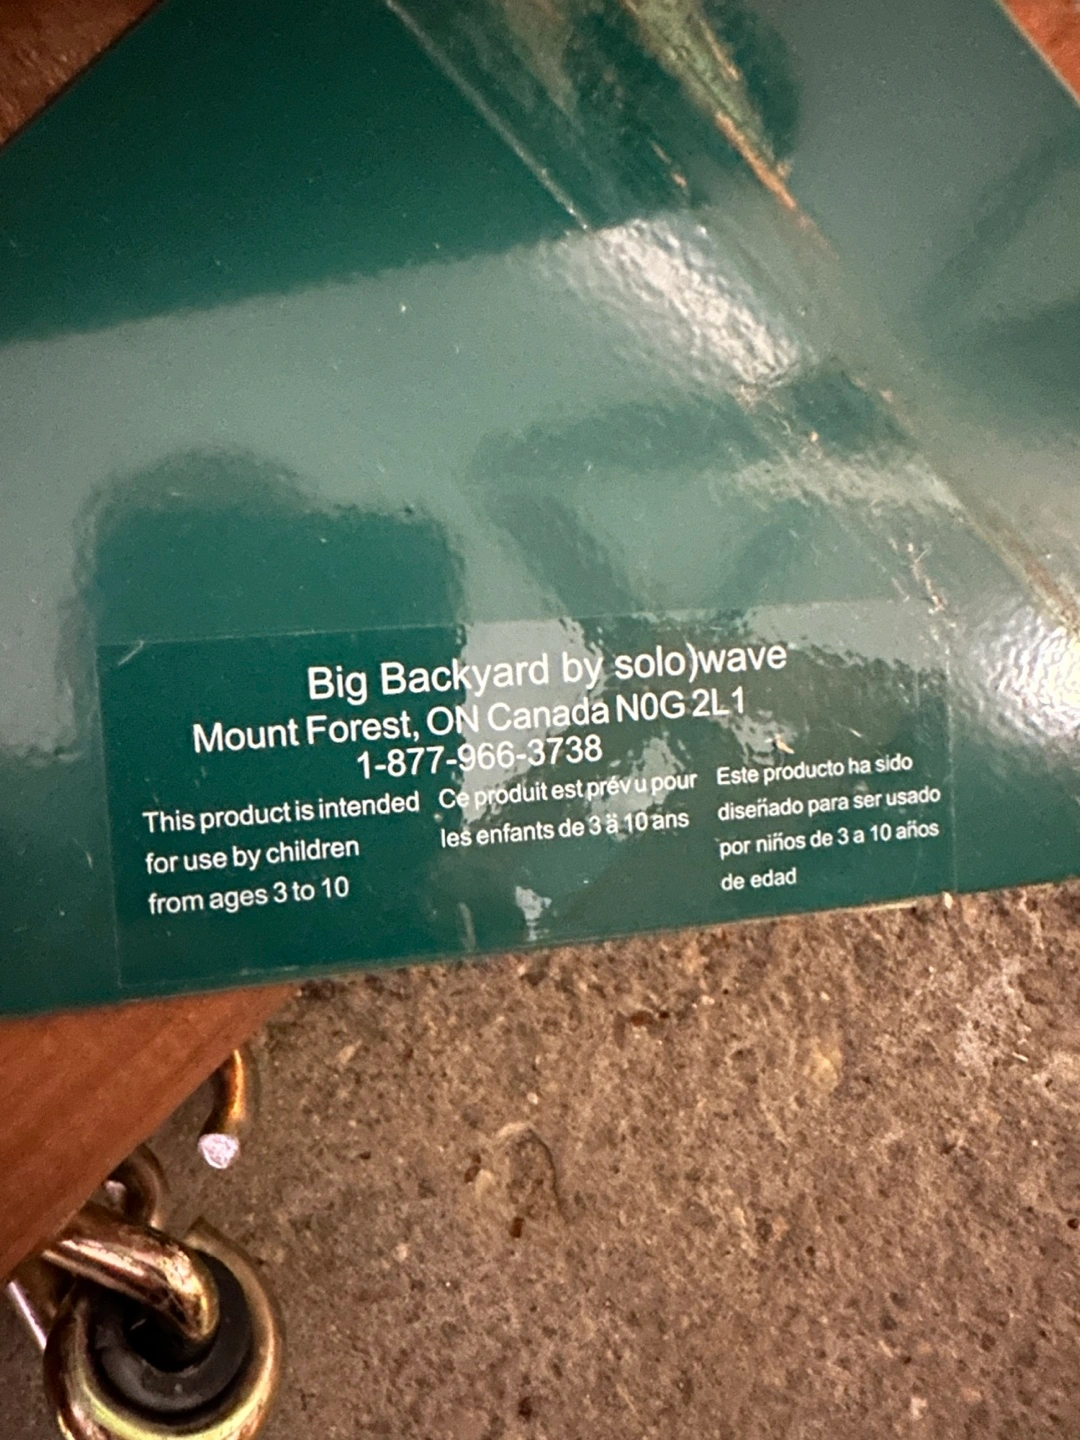 Big Backyard by solo)wave
Mount Forest, ON Canada N0G 2L1
1-877-966-3738
This product is intended
for use by children
from ages 3 to 10
Ce produit est prévu pour
les enfants de 3 à 10 ans
Este producto ha sido
diseñado para ser usado
por niños de 3 a 10 años
de edad